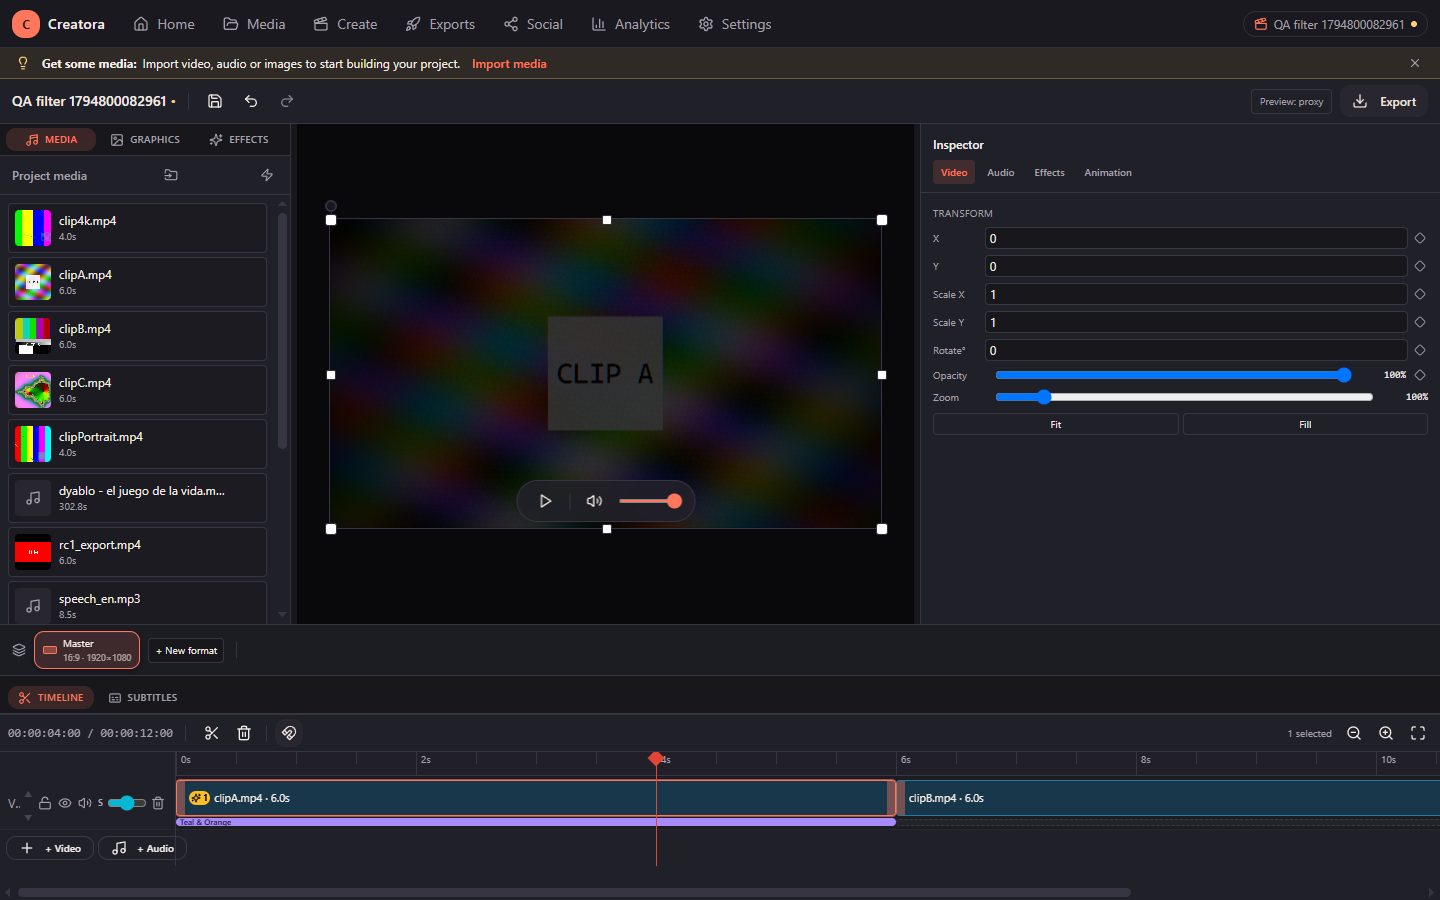 C Creatora Home Media Create Exports Social Analytics Settings QA filter 1794800082961
Get some media: Import video, audio or images to start building your project. Import media
QA filter 1794800082961 Preview: proxy Export
MEDIA GRAPHICS EFFECTS
Project media
clip4k.mp4
4.0s
clipA.mp4
6.0s
clipB.mp4
6.0s
clipC.mp4
6.0s
clipPortrait.mp4
4.0s
dyablo - el juego de la vida.m...
302.8s
rc1_export.mp4
6.0s
speech_en.mp3
8.5s
CLIP A
Inspector
Video Audio Effects Animation
TRANSFORM
X 0
Y 0
Scale X 1
Scale Y 1
Rotate° 0
Opacity 100%
Zoom 100%
Fit Fill
Master
16:9 · 1920×1080
+ New format
TIMELINE SUBTITLES
00:00:04:00 / 00:00:12:00 1 selected
0s 2s 4s 6s 8s 10s
V.. S 1 clipA.mp4 · 6.0s clipB.mp4 · 6.0s
Teal & Orange
+ Video + Audio